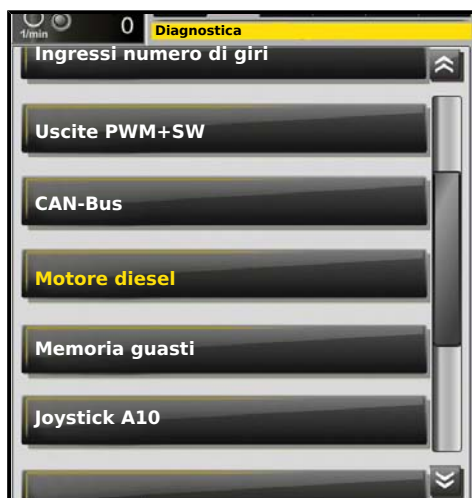 1/min
0
Diagnostica
Ingressi numero di giri
Uscite PWM+SW
CAN-Bus
Motore diesel
Memoria guasti
Joystick A10